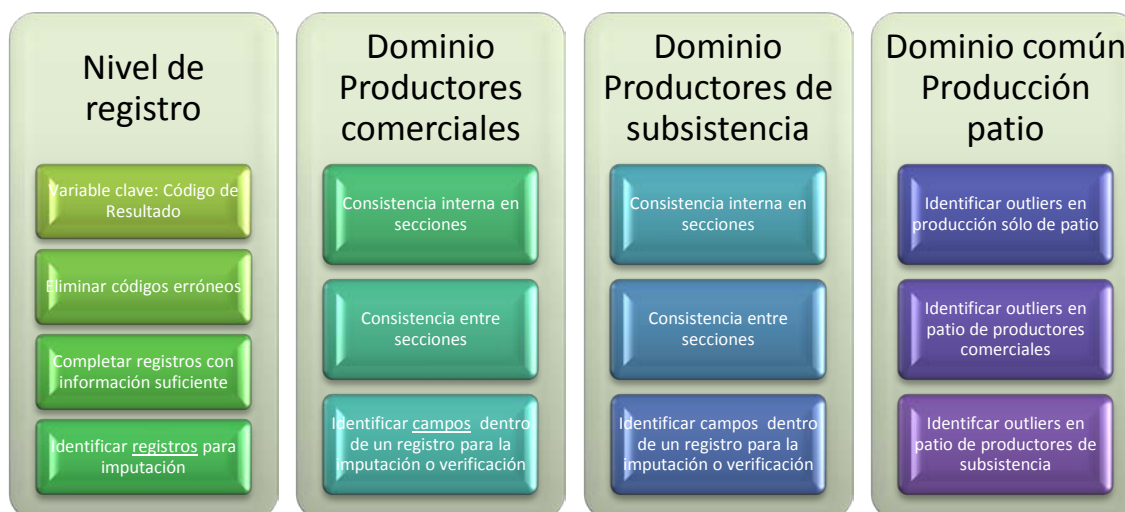 Nivel de
registro
Variable clave: Código de
Resultado
Eliminar códigos erróneos
Completar registros con
información suficiente
Identificar registros para
imputación
Dominio
Productores
comerciales
Consistencia interna en
secciones
Consistencia entre
secciones
Identificar campos dentro
de un registro para la
imputación o verificación
Dominio
Productores de
subsistencia
Consistencia interna en
secciones
Consistencia entre
secciones
Identificar campos dentro
de un registro para la
imputación o verificación
Dominio común
Producción
patio
Identificar outliers en
producción sólo de patio
Identificar outliers en
patio de productores
comerciales
Identifcar outliers en
patio de productores de
subsistencia